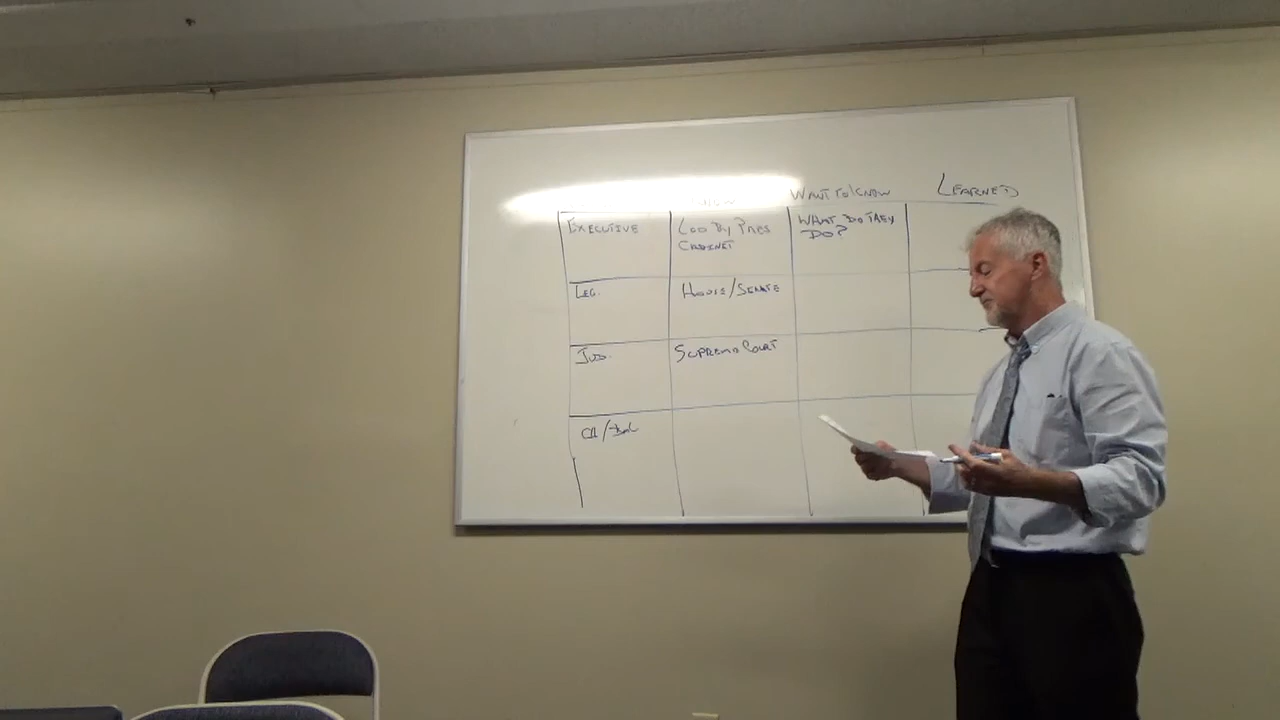 WANT TO KNOW
LEARNED
EXECUTIVE
LED By PRES
CABINET
WHAT DO THEY
DO?
LEG.
HOUSE/SENATE
JUD.
SUPREME COURT